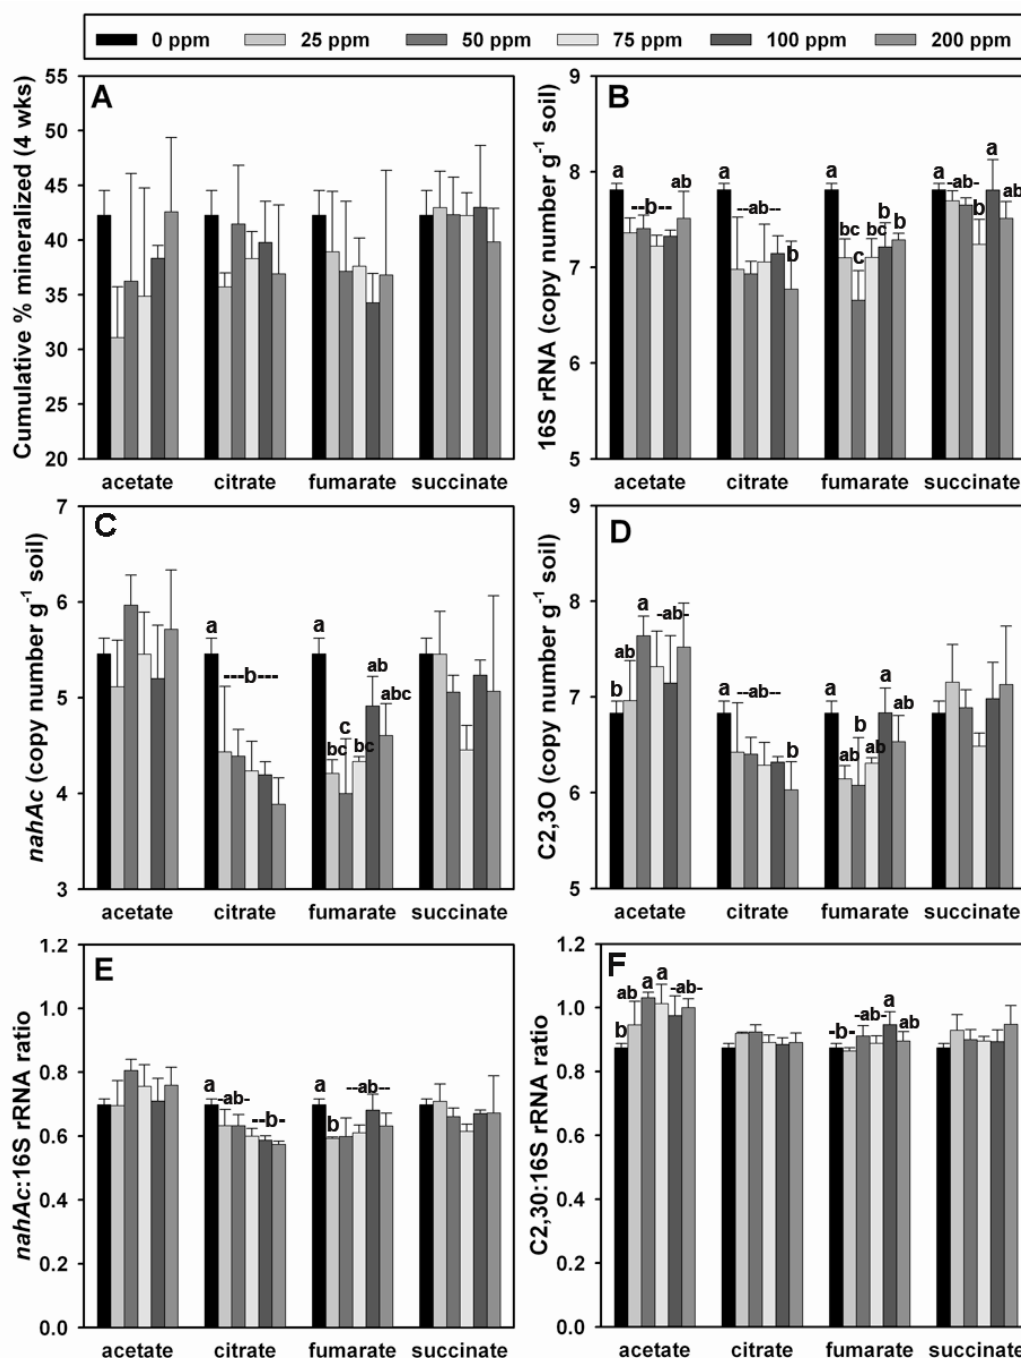 0 ppm 25 ppm 50 ppm 75 ppm 100 ppm 200 ppm
A
Cumulative % mineralized (4 wks)
55
50
45
40
35
30
25
20
acetate citrate fumarate succinate
B
16S rRNA (copy number g-1 soil)
9
8
7
6
5
a --b-- ab
a --ab-- b
a bc c bc b b
a -ab- b a ab
acetate citrate fumarate succinate
C
nahAc (copy number g-1 soil)
7
6
5
4
3
a ---b---
a bc c bc ab abc
acetate citrate fumarate succinate
D
C2,3O (copy number g-1 soil)
9
8
7
6
5
b ab a -ab-
a --ab-- b
a ab b ab a ab
acetate citrate fumarate succinate
E
nahAc:16S rRNA ratio
1.2
1.0
0.8
0.6
0.4
0.2
0.0
a -ab- --b-
a b --ab--
acetate citrate fumarate succinate
F
C2,30:16S rRNA ratio
1.2
1.0
0.8
0.6
0.4
0.2
0.0
b ab a a -ab-
-b- -ab- a ab
acetate citrate fumarate succinate